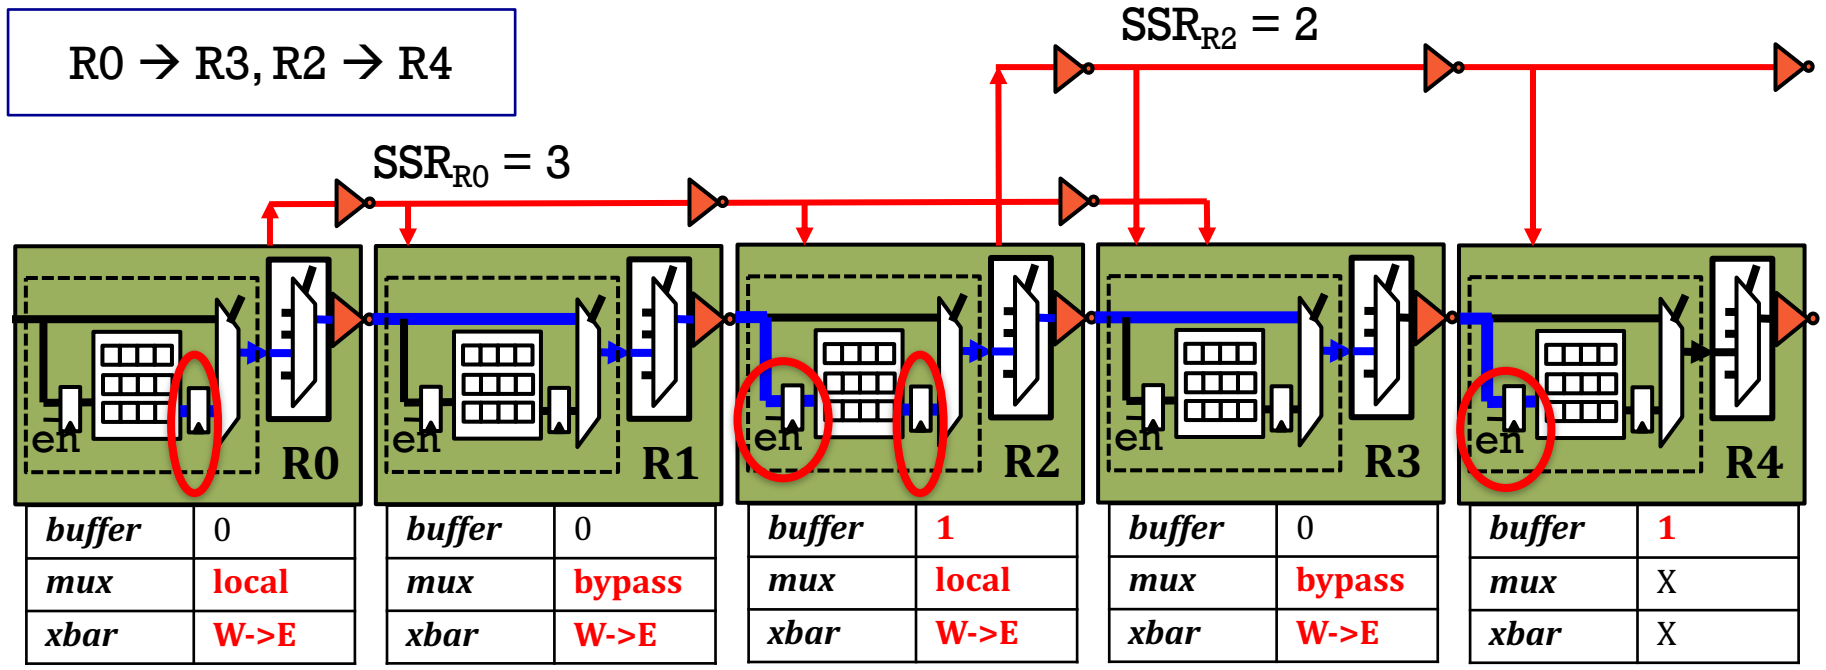 SSR_R2 = 2
R0 → R3, R2 → R4
SSR_R0 = 3
en R0 en R1 en R2 en R3 en R4
buffer 0 buffer 0 buffer 1 buffer 0 buffer 1
mux local mux bypass mux local mux bypass mux X
xbar W->E xbar W->E xbar W->E xbar W->E xbar X